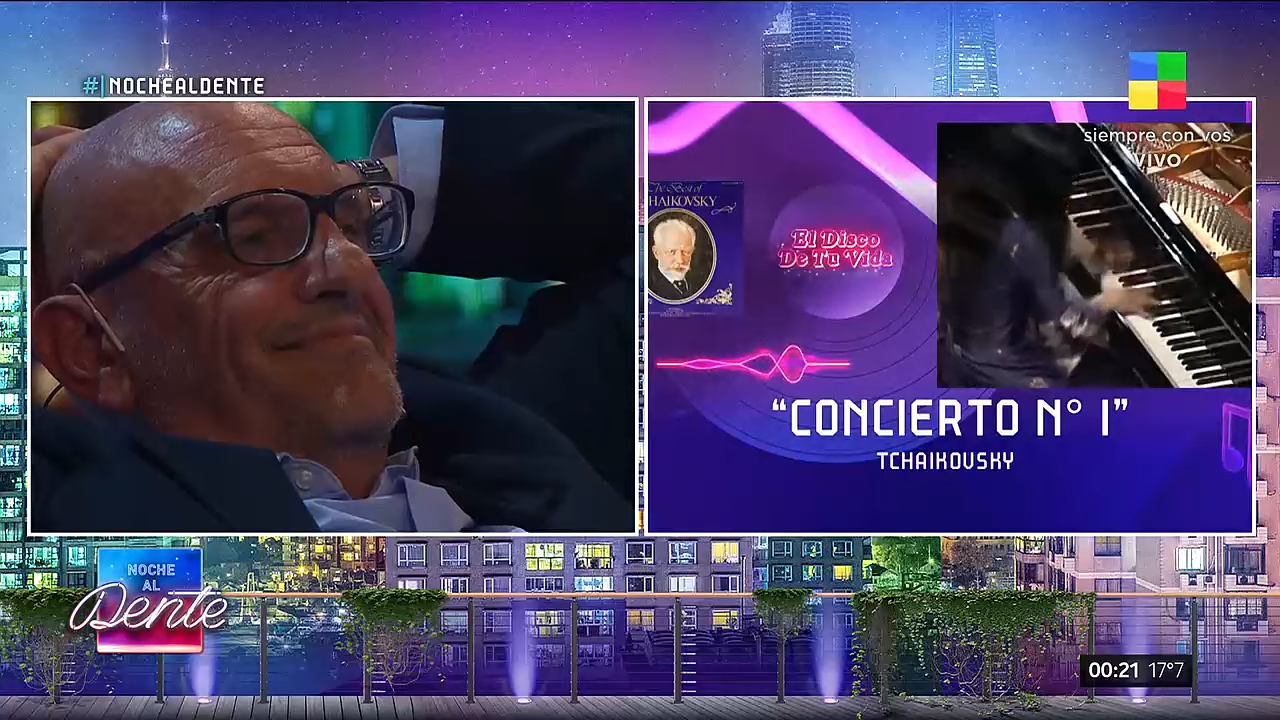 #|NOCHEALDENTE
siempre con vos
VIVO
The Best of
HAIKOVSKY
El Disco
De Tu Vida
“CONCIERTO N° 1”
TCHAIKOVSKY
NOCHE
AL
Dente
00:21 17°7